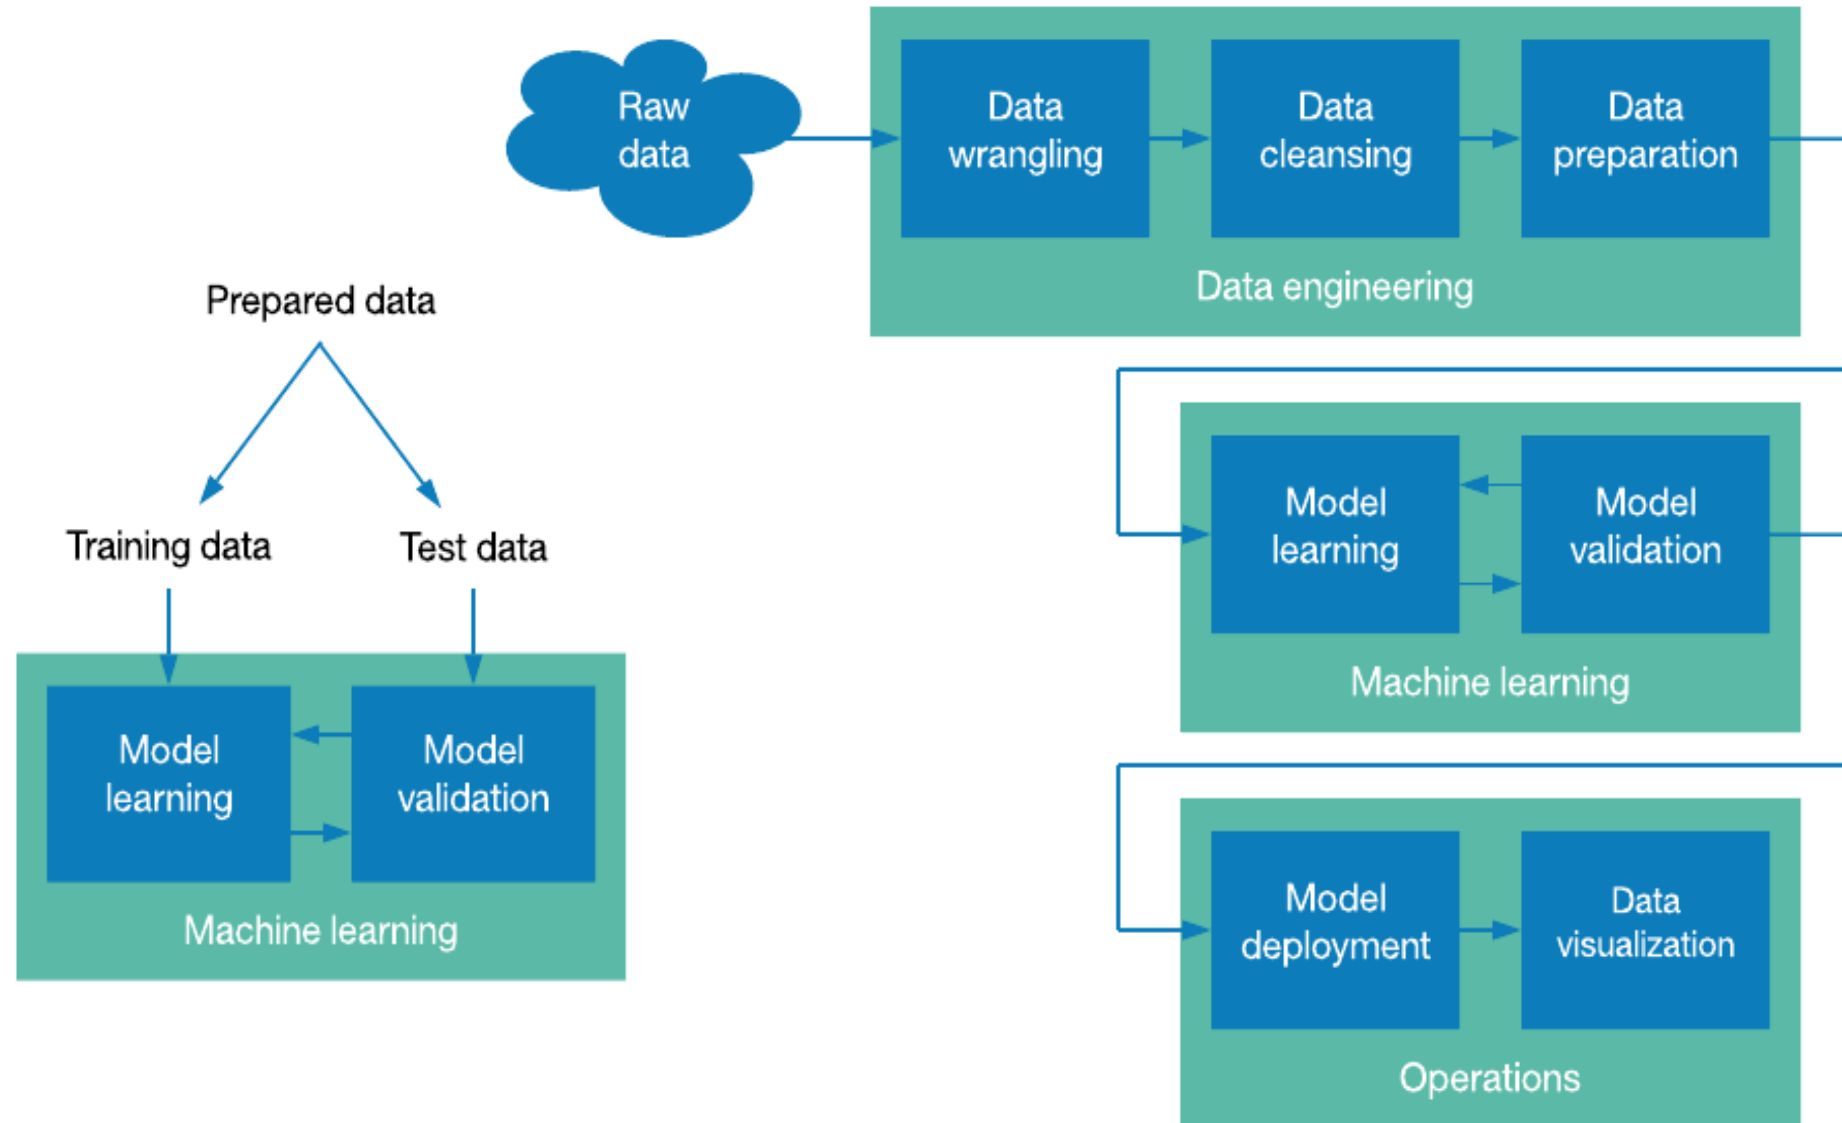 Raw
data
Data
wrangling
Data
cleansing
Data
preparation
Data engineering
Prepared data
Training data
Test data
Model
learning
Model
validation
Machine learning
Model
learning
Model
validation
Machine learning
Model
deployment
Data
visualization
Operations